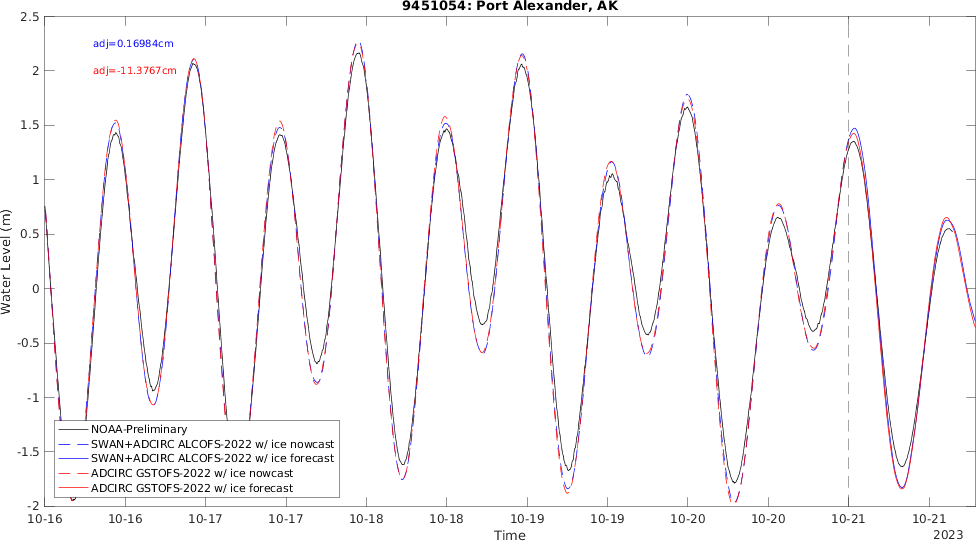 9451054: Port Alexander, AK
adj=0.16984cm
adj=-11.3767cm
Water Level (m)
2.5
2
1.5
1
0.5
0
-0.5
-1
-1.5
-2
NOAA-Preliminary
SWAN+ADCIRC ALCOFS-2022 w/ ice nowcast
SWAN+ADCIRC ALCOFS-2022 w/ ice forecast
ADCIRC GSTOFS-2022 w/ ice nowcast
ADCIRC GSTOFS-2022 w/ ice forecast
10-16 10-16 10-17 10-17 10-18 10-18 10-19 10-19 10-20 10-20 10-21 10-21
Time
2023